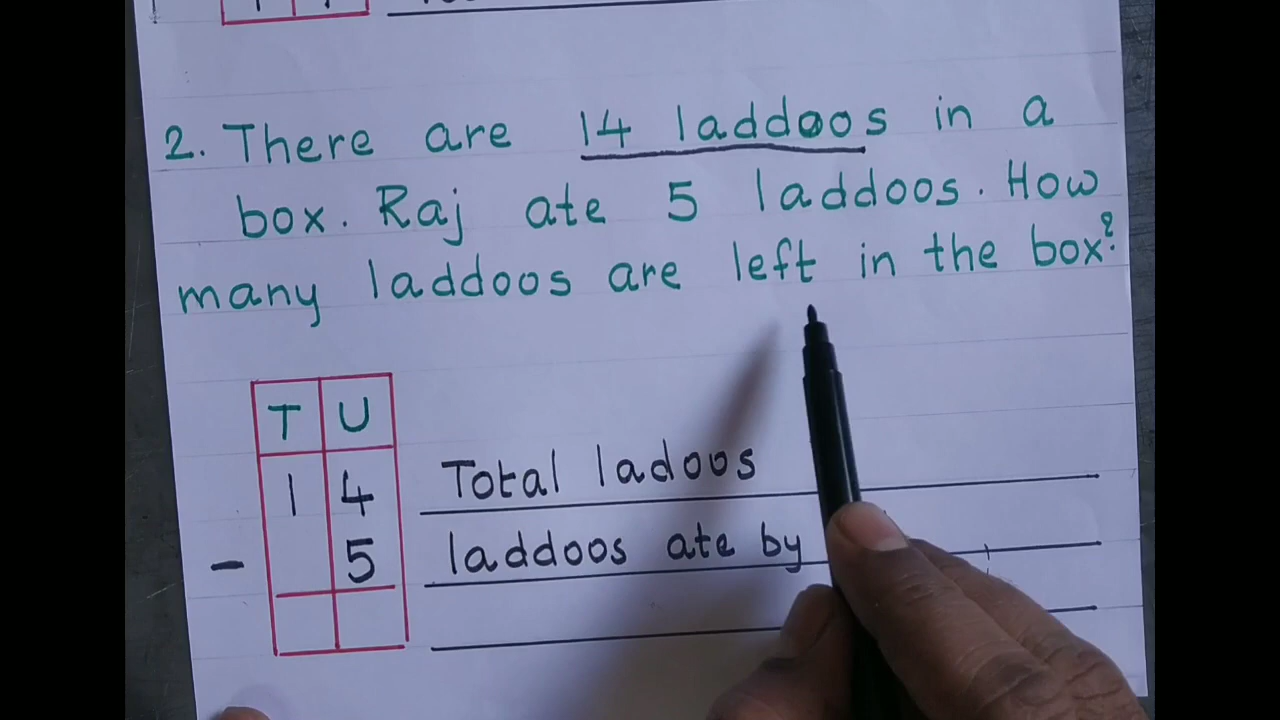 2. There are 14 laddoos in a
box. Raj ate 5 laddoos. How
many laddoos are left in the box?
T U
1 4 Total ladoos
- 5 laddoos ate by